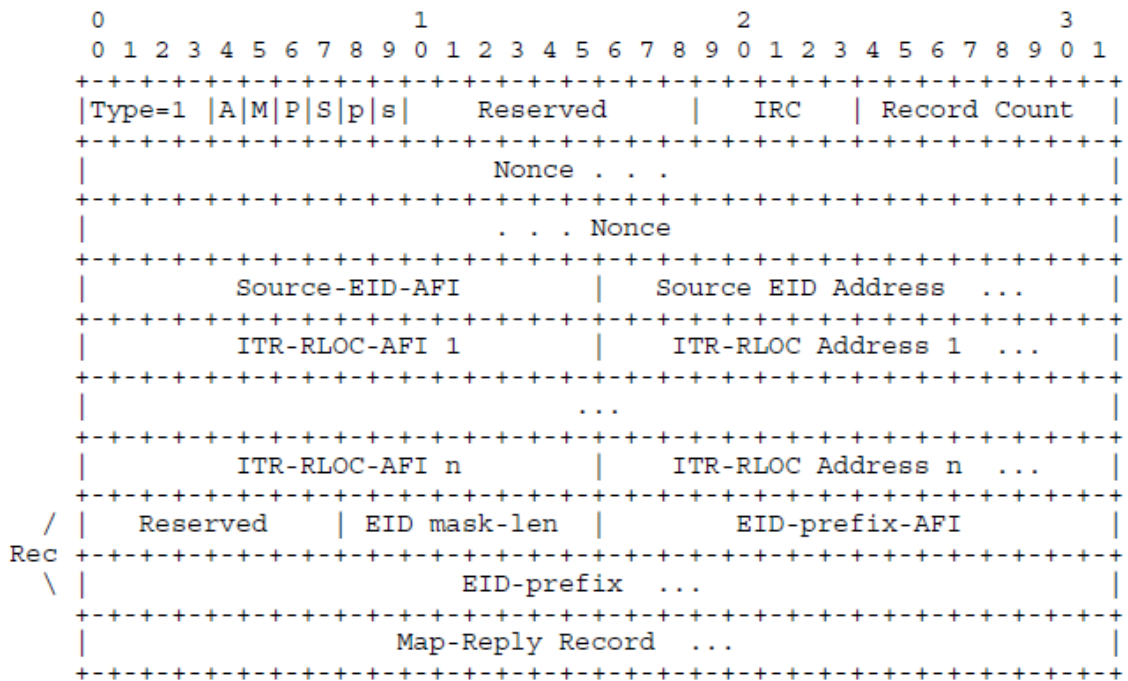 0                   1                   2                   3
 0 1 2 3 4 5 6 7 8 9 0 1 2 3 4 5 6 7 8 9 0 1 2 3 4 5 6 7 8 9 0 1
+-+-+-+-+-+-+-+-+-+-+-+-+-+-+-+-+-+-+-+-+-+-+-+-+-+-+-+-+-+-+-+-+
|Type=1 |A|M|P|S|p|s|    Reserved     |   IRC   | Record Count  |
+-+-+-+-+-+-+-+-+-+-+-+-+-+-+-+-+-+-+-+-+-+-+-+-+-+-+-+-+-+-+-+-+
|                         Nonce . . .                           |
+-+-+-+-+-+-+-+-+-+-+-+-+-+-+-+-+-+-+-+-+-+-+-+-+-+-+-+-+-+-+-+-+
|                         . . . Nonce                           |
+-+-+-+-+-+-+-+-+-+-+-+-+-+-+-+-+-+-+-+-+-+-+-+-+-+-+-+-+-+-+-+-+
|         Source-EID-AFI        |   Source EID Address  ...     |
+-+-+-+-+-+-+-+-+-+-+-+-+-+-+-+-+-+-+-+-+-+-+-+-+-+-+-+-+-+-+-+-+
|         ITR-RLOC-AFI 1        |    ITR-RLOC Address 1  ...    |
+-+-+-+-+-+-+-+-+-+-+-+-+-+-+-+-+-+-+-+-+-+-+-+-+-+-+-+-+-+-+-+-+
|                              ...                              |
+-+-+-+-+-+-+-+-+-+-+-+-+-+-+-+-+-+-+-+-+-+-+-+-+-+-+-+-+-+-+-+-+
|         ITR-RLOC-AFI n        |    ITR-RLOC Address n  ...    |
+-+-+-+-+-+-+-+-+-+-+-+-+-+-+-+-+-+-+-+-+-+-+-+-+-+-+-+-+-+-+-+-+
/ |   Reserved    | EID mask-len  |        EID-prefix-AFI         |
Rec +-+-+-+-+-+-+-+-+-+-+-+-+-+-+-+-+-+-+-+-+-+-+-+-+-+-+-+-+-+-+-+-+
\ |                       EID-prefix  ...                         |
+-+-+-+-+-+-+-+-+-+-+-+-+-+-+-+-+-+-+-+-+-+-+-+-+-+-+-+-+-+-+-+-+
|                   Map-Reply Record  ...                       |
+-+-+-+-+-+-+-+-+-+-+-+-+-+-+-+-+-+-+-+-+-+-+-+-+-+-+-+-+-+-+-+-+